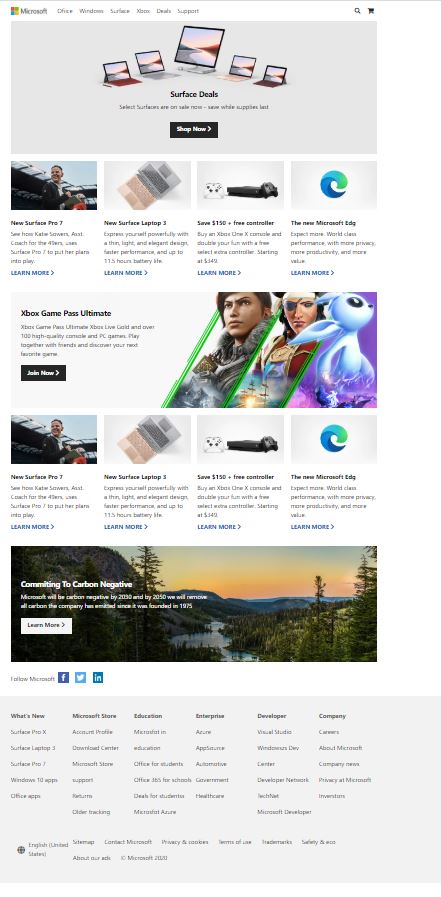 Microsoft Office Windows Surface Xbox Deals Support
Surface Deals
Select Surfaces are on sale now - save while supplies last
Shop Now
New Surface Pro 7
See how Katie Sowers, Asst.
Coach for the 49ers, uses
Surface Pro 7 to put her plans
into play.
LEARN MORE
New Surface Laptop 3
Express yourself powerfully with
a thin, light, and elegant design,
faster performance, and up to
11.5 hours battery life.
LEARN MORE
Save $150 + free controller
Buy an Xbox One X console and
double your fun with a free
select extra controller. Starting
at $349.
LEARN MORE
The new Microsoft Edg
Expect more. World class
performance, with more privacy,
more productivity, and more
value.
LEARN MORE
Xbox Game Pass Ultimate
Xbox Game Pass Ultimate Xbox Live Gold and over
100 high-quality console and PC games. Play
together with friends and discover your next
favorite game.
Join Now
New Surface Pro 7
See how Katie Sowers, Asst.
Coach for the 49ers, uses
Surface Pro 7 to put her plans
into play.
LEARN MORE
New Surface Laptop 3
Express yourself powerfully with
a thin, light, and elegant design,
faster performance, and up to
11.5 hours battery life.
LEARN MORE
Save $150 + free controller
Buy an Xbox One X console and
double your fun with a free
select extra controller. Starting
at $349.
LEARN MORE
The new Microsoft Edg
Expect more. World class
performance, with more privacy,
more productivity, and more
value.
LEARN MORE
Commiting To Carbon Negative
Microsoft will be carbon negative by 2030 and by 2050 we will remove
all carbon the company has emitted since it was founded in 1975
Learn More
Follow Microsoft
What's New
Surface Pro X
Surface Laptop 3
Surface Pro 7
Windows 10 apps
Office apps
Microsoft Store
Account Profile
Download Center
Microsoft Store
support
Returns
Older tracking
Education
Microsfot in
education
Office for students
Office 365 for schools
Deals for studentss
Microsfot Azure
Enterprise
Azure
AppSource
Automotive
Government
Healthcare
Developer
Visual Studio
Windowszs Dev
Center
Developer Network
TechNet
Microsoft Developer
Company
Careers
About Microsoft
Company news
Privacy at Microsoft
Inverstors
English (United
States)
Sitemap Contact Microsoft Privacy & cookies Terms of use Trademarks Safety & eco
About our ads © Microsoft 2020